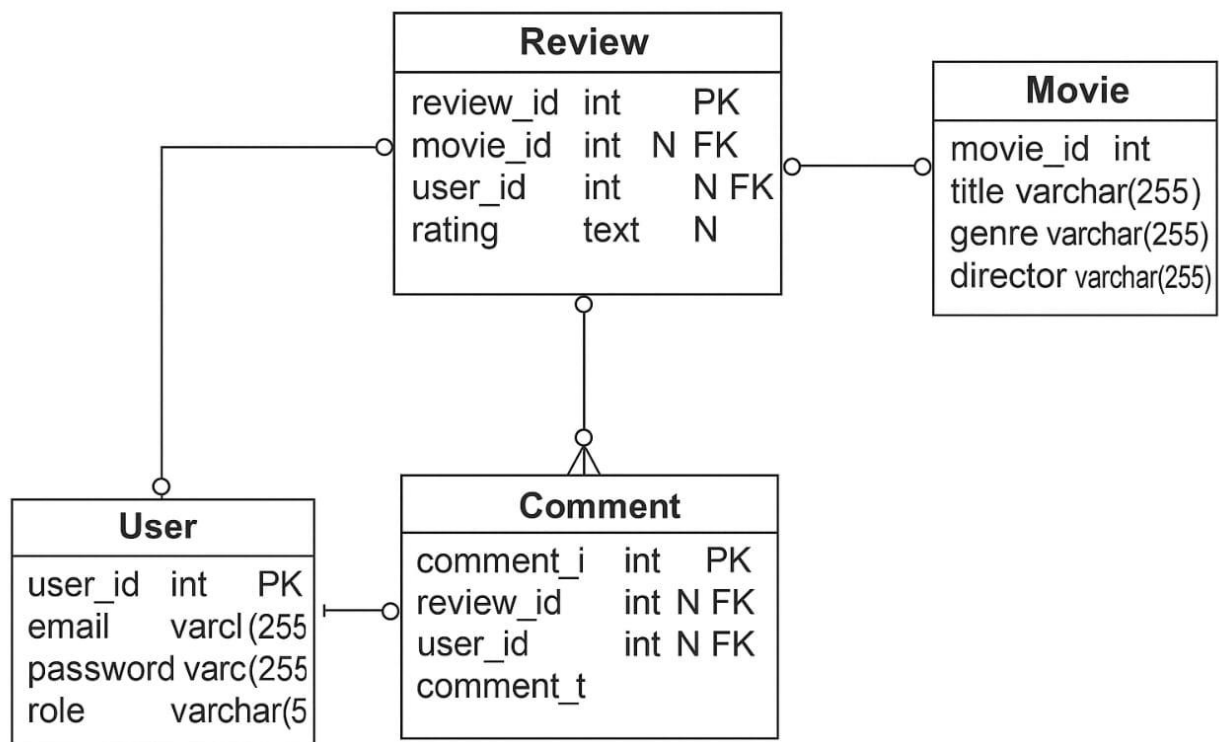 Review
review_id int PK
movie_id int N FK
user_id int N FK
rating text N
Movie
movie_id int
title varchar(255)
genre varchar(255)
director varchar(255)
User
user_id int PK
email varcl(255
password varc(255
role varchar(5
Comment
comment_i int PK
review_id int N FK
user_id int N FK
comment_t